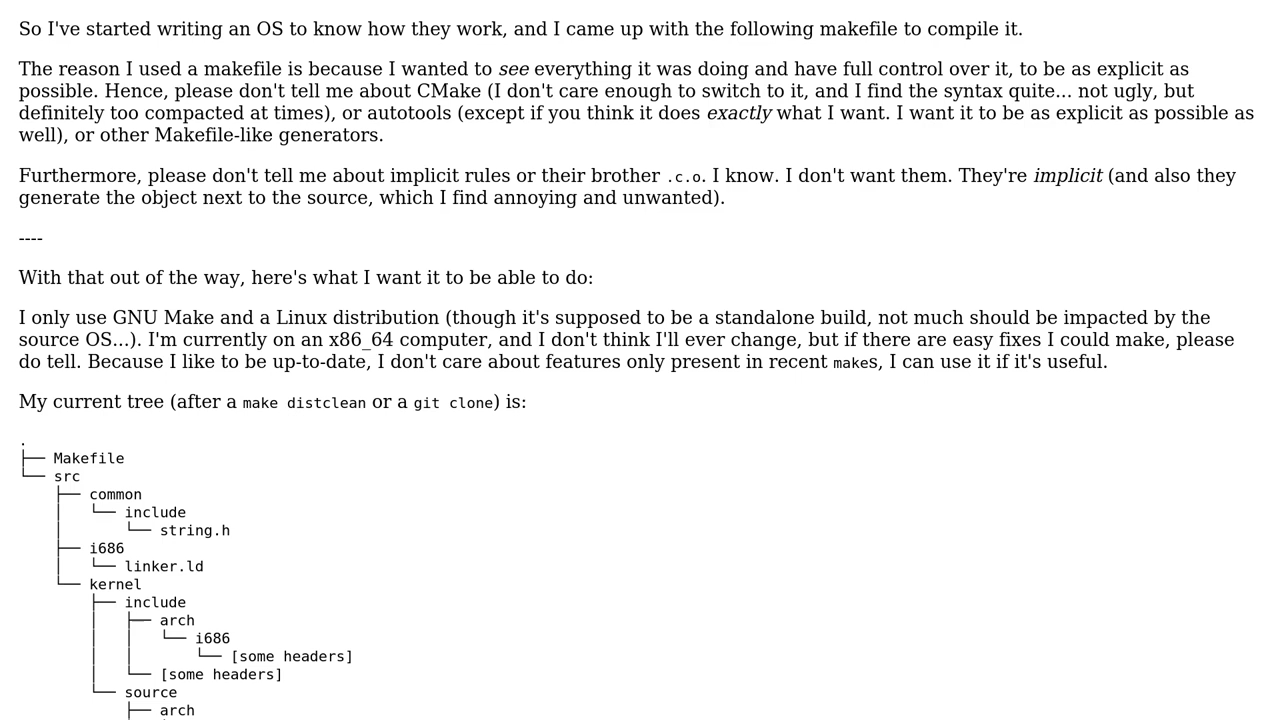 So I've started writing an OS to know how they work, and I came up with the following makefile to compile it.
The reason I used a makefile is because I wanted to see everything it was doing and have full control over it, to be as explicit as
possible. Hence, please don't tell me about CMake (I don't care enough to switch to it, and I find the syntax quite... not ugly, but
definitely too compacted at times), or autotools (except if you think it does exactly what I want. I want it to be as explicit as possible as
well), or other Makefile-like generators.
Furthermore, please don't tell me about implicit rules or their brother .c.o. I know. I don't want them. They're implicit (and also they
generate the object next to the source, which I find annoying and unwanted).
----
With that out of the way, here's what I want it to be able to do:
I only use GNU Make and a Linux distribution (though it's supposed to be a standalone build, not much should be impacted by the
source OS...). I'm currently on an x86_64 computer, and I don't think I'll ever change, but if there are easy fixes I could make, please
do tell. Because I like to be up-to-date, I don't care about features only present in recent makes, I can use it if it's useful.
My current tree (after a make distclean or a git clone) is:
.
├── Makefile
└── src
    ├── common
    │   └── include
    │       └── string.h
    ├── i686
    │   └── linker.ld
    └── kernel
        ├── include
        │   ├── arch
        │   │   └── i686
        │   │       └── [some headers]
        │   └── [some headers]
        └── source
            ├── arch